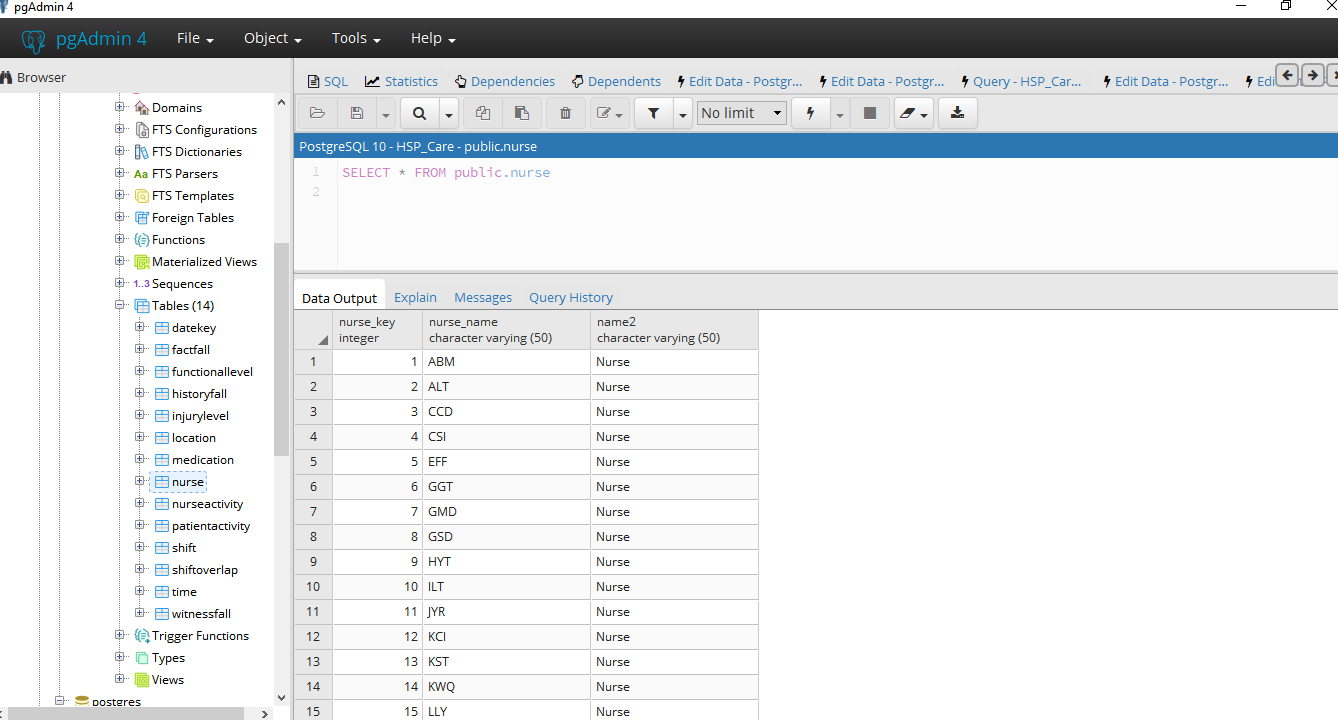 pgAdmin 4
pgAdmin 4 File Object Tools Help
Browser
SQL Statistics Dependencies Dependents Edit Data - Postgr... Edit Data - Postgr... Query - HSP_Car... Edit Data - Postgr...
Domains
FTS Configurations
FTS Dictionaries
Aa FTS Parsers
FTS Templates
Foreign Tables
Functions
Materialized Views
1..3 Sequences
Tables (14)
datekey
factfall
functionallevel
historyfall
injurylevel
location
medication
nurse
nurseactivity
patientactivity
shift
shiftoverlap
time
witnessfall
Trigger Functions
Types
Views
postgres
No limit
PostgreSQL 10 - HSP_Care - public.nurse
1 SELECT * FROM public.nurse
2
Data Output Explain Messages Query History
nurse_key nurse_name name2
integer character varying (50) character varying (50)
1 1 ABM Nurse
2 2 ALT Nurse
3 3 CCD Nurse
4 4 CSI Nurse
5 5 EFF Nurse
6 6 GGT Nurse
7 7 GMD Nurse
8 8 GSD Nurse
9 9 HYT Nurse
10 10 ILT Nurse
11 11 JYR Nurse
12 12 KCI Nurse
13 13 KST Nurse
14 14 KWQ Nurse
15 15 LLY Nurse